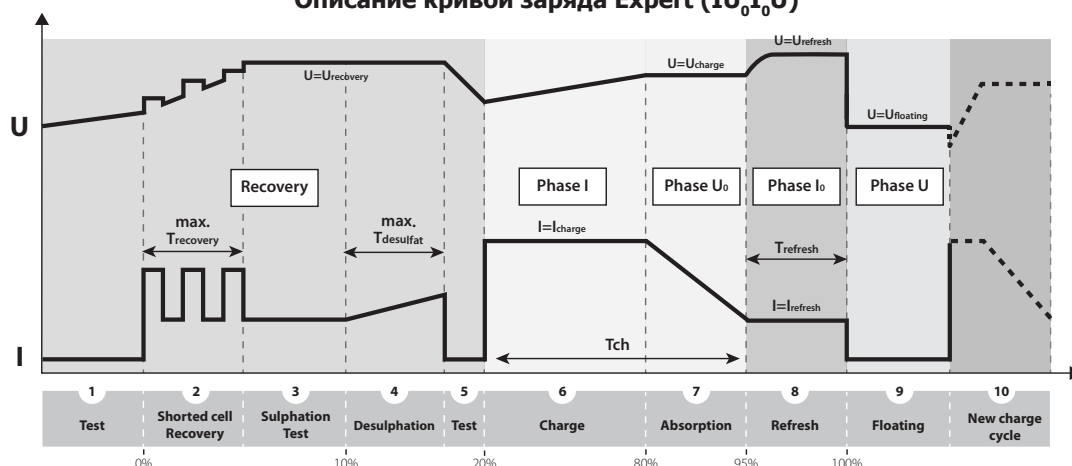 Описание кривой заряда Expert (IU₀I₀U)
U=Urefresh
U=Urecovery
U=Ucharge
U
U=Ufloating
Recovery
Phase I
Phase U₀
Phase I₀
Phase U
max.
Trecovery
max.
Tdesulfat
I=Icharge
Trefresh
I=Irefresh
I
Tch
1
2
3
4
5
6
7
8
9
10
Test
Shorted cell
Recovery
Sulphation
Test
Desulphation
Test
Charge
Absorption
Refresh
Floating
New charge
cycle
0%
10%
20%
80%
95%
100%